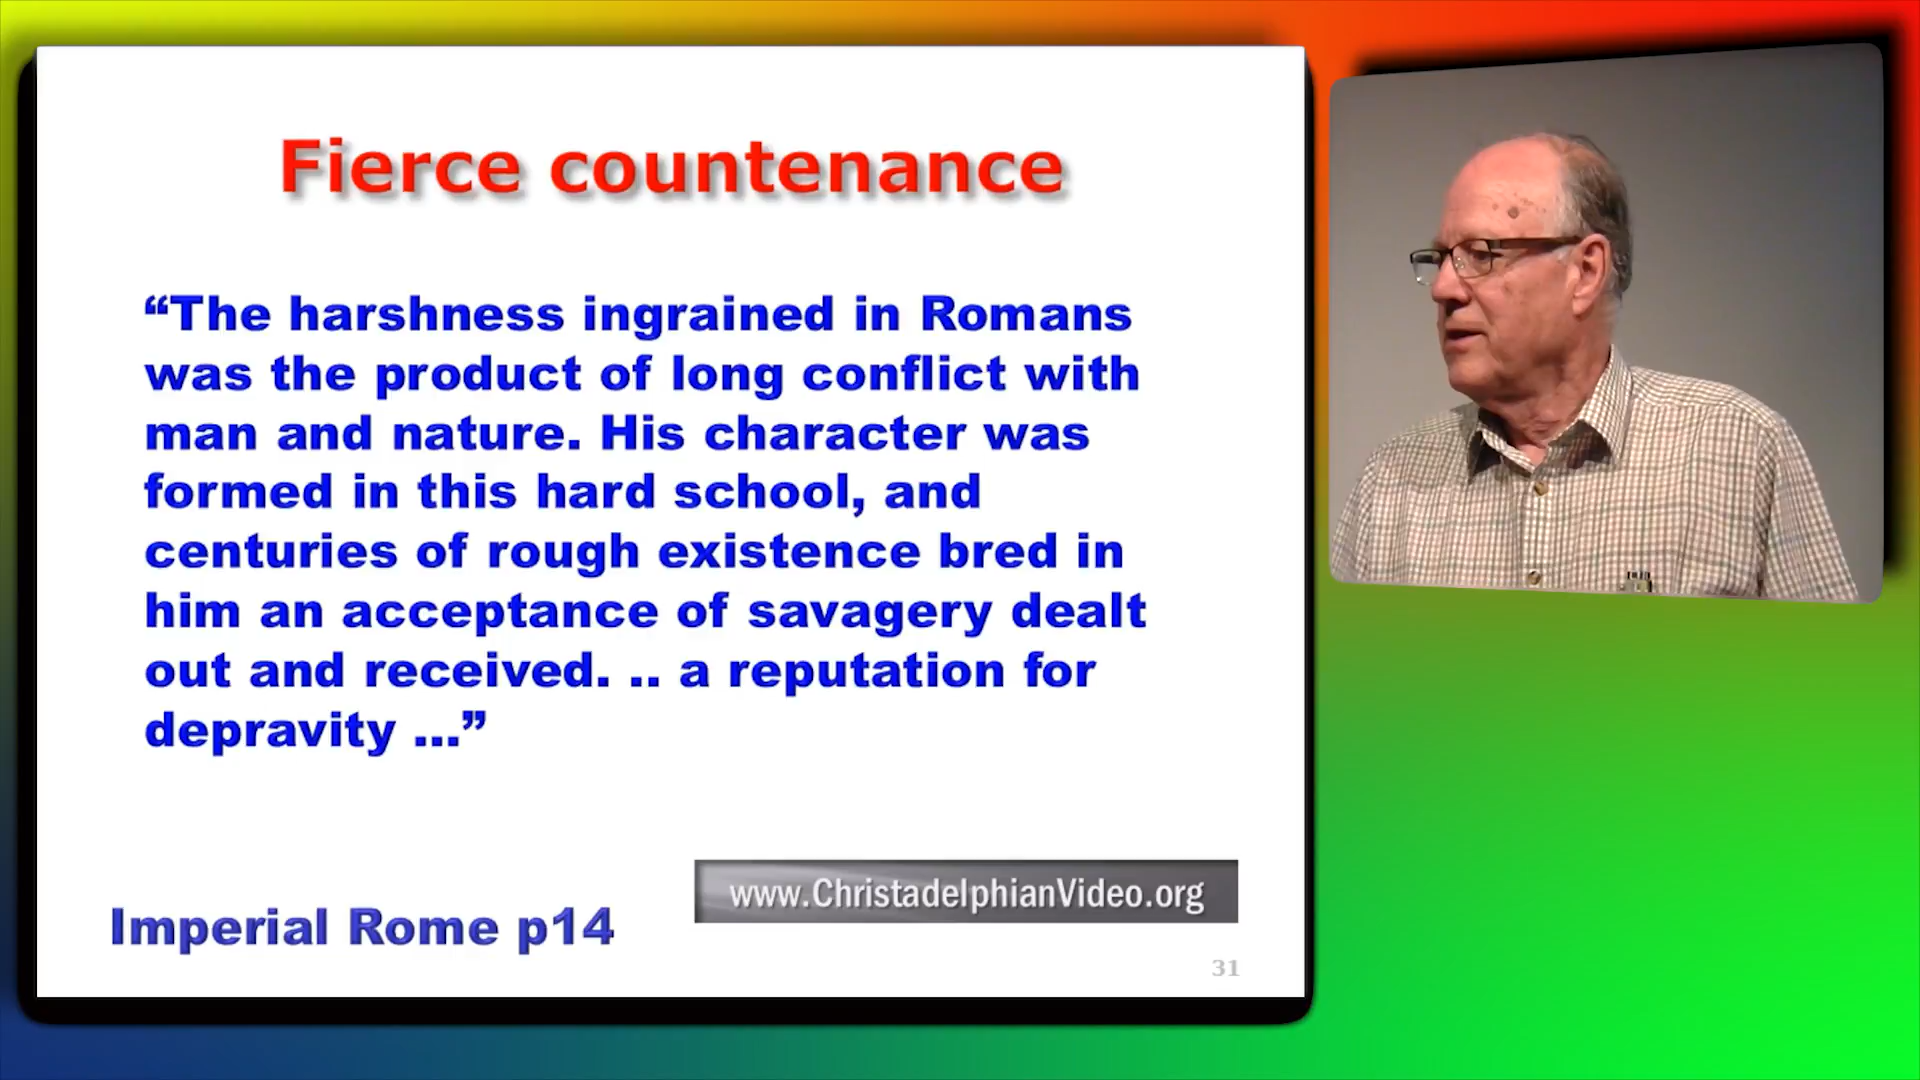 Fierce countenance
“The harshness ingrained in Romans
was the product of long conflict with
man and nature. His character was
formed in this hard school, and
centuries of rough existence bred in
him an acceptance of savagery dealt
out and received. .. a reputation for
depravity ...”
www.ChristadelphianVideo.org
Imperial Rome p14
31